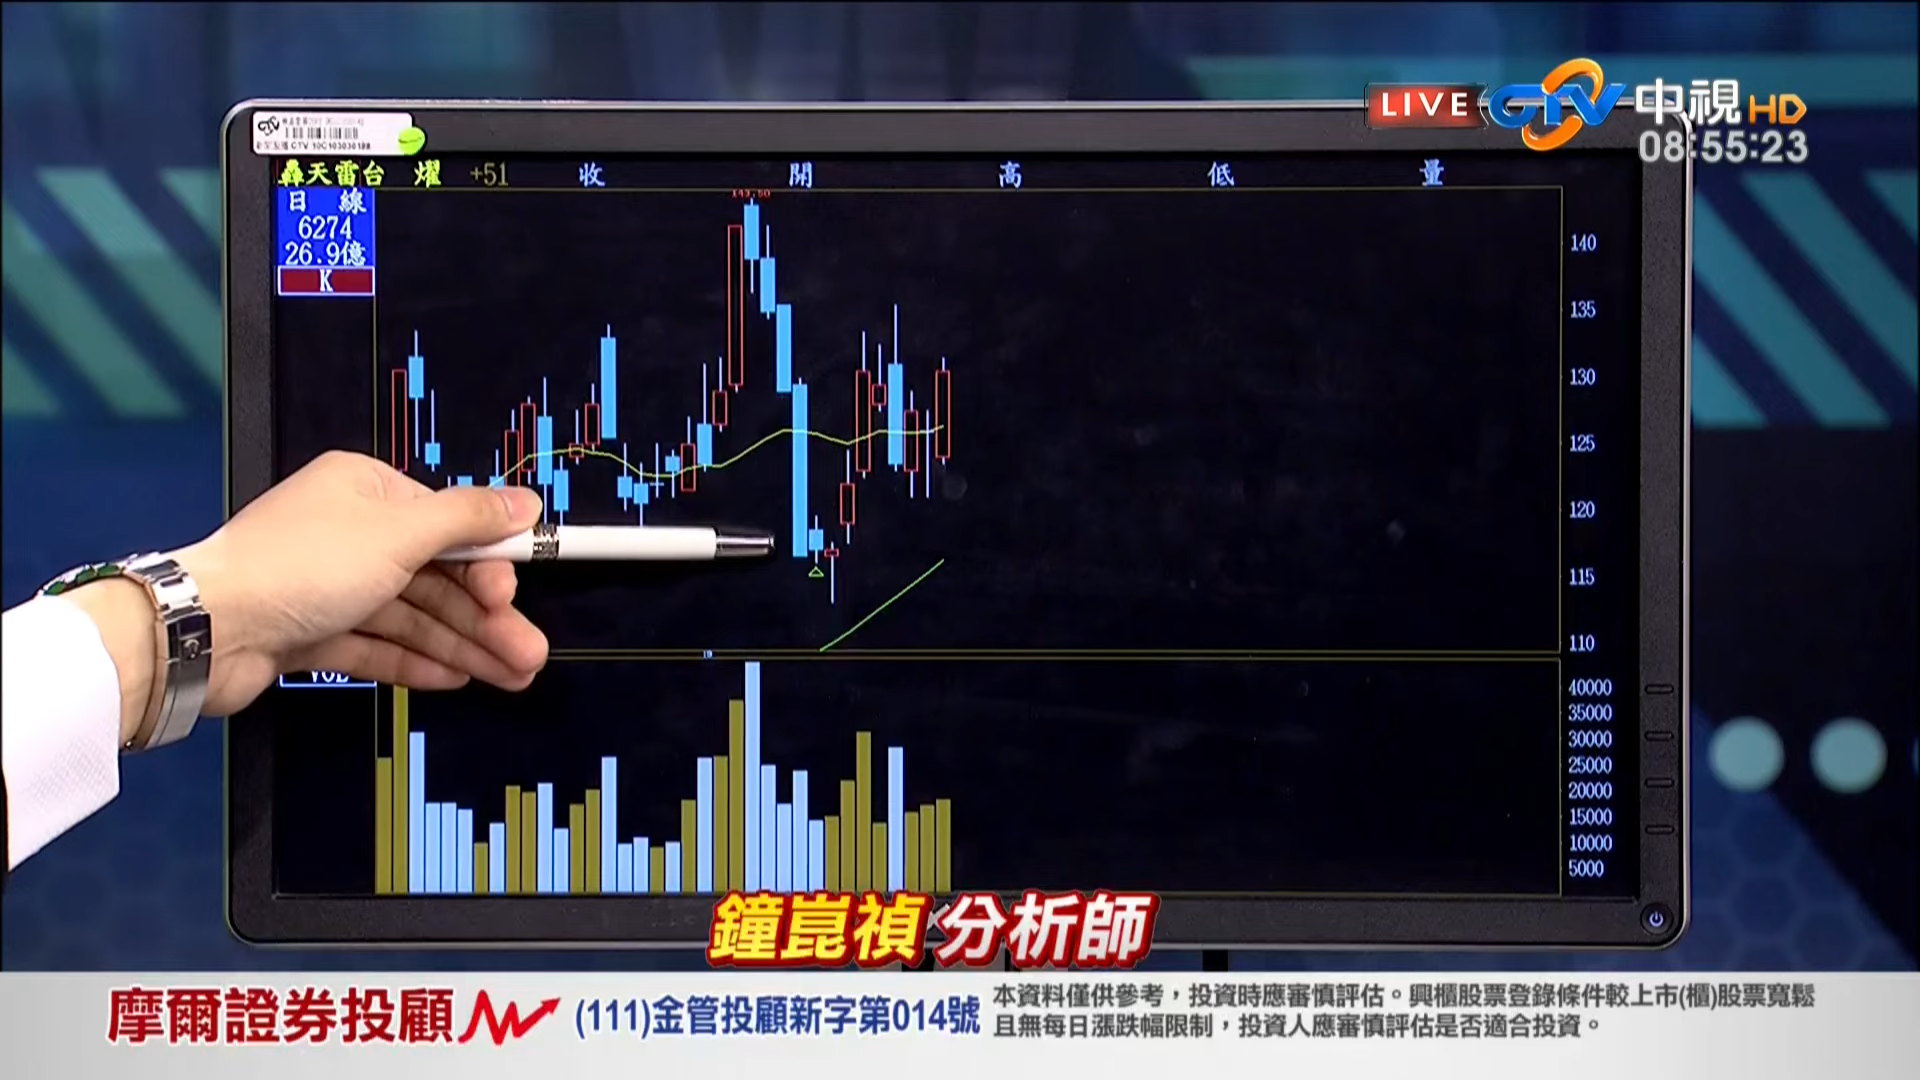 LIVE CTV 中視 HD
08:55:23
CTV 10C103030188
轟天雷台 燿 +51 收 開 高 低 量
日 線
6274
26.9億
K
143.50
140
135
130
125
120
115
110
VOL
40000
35000
30000
25000
20000
15000
10000
5000
鐘崑禎 分析師
摩爾證券投顧 (111)金管投顧新字第014號
本資料僅供參考，投資時應審慎評估。興櫃股票登錄條件較上市(櫃)股票寬鬆
且無每日漲跌幅限制，投資人應審慎評估是否適合投資。